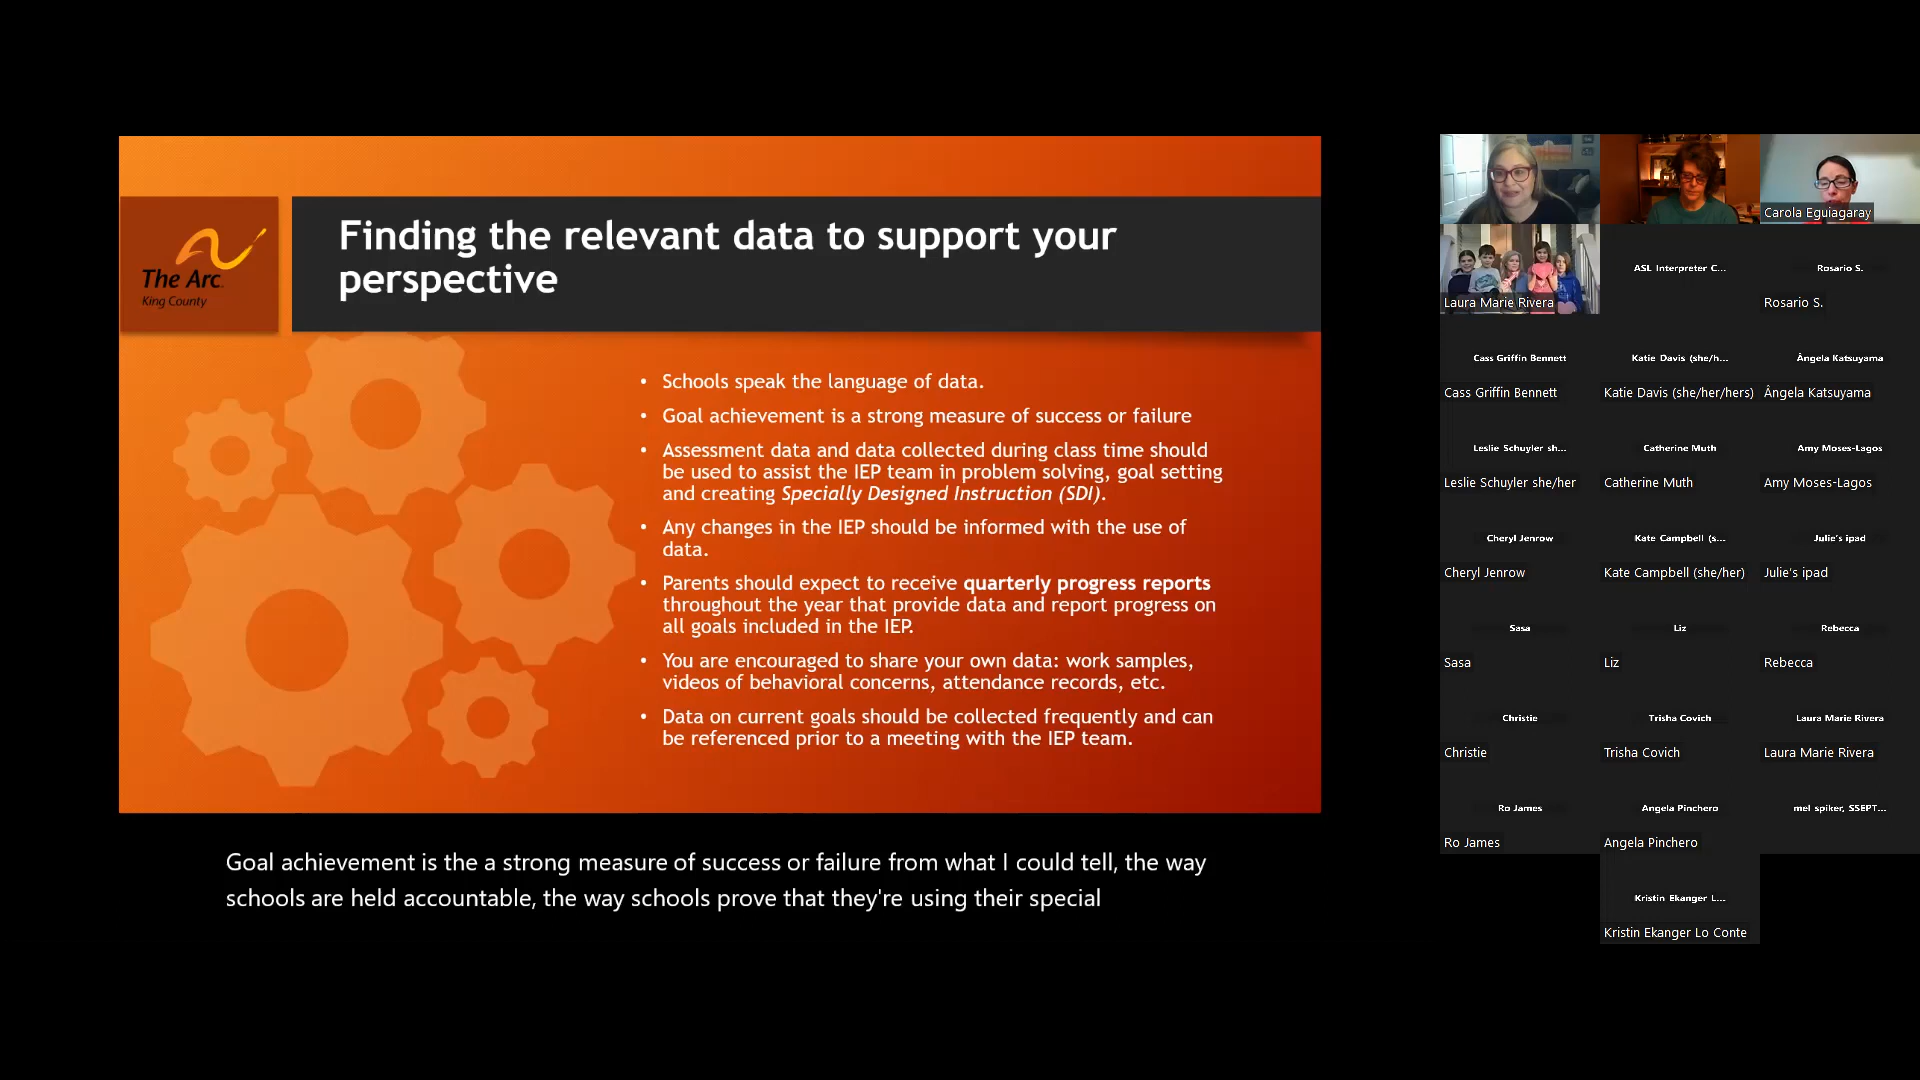 The Arc.
King County
Finding the relevant data to support your
perspective
• Schools speak the language of data.
• Goal achievement is a strong measure of success or failure
• Assessment data and data collected during class time should
be used to assist the IEP team in problem solving, goal setting
and creating Specially Designed Instruction (SDI).
• Any changes in the IEP should be informed with the use of
data.
• Parents should expect to receive quarterly progress reports
throughout the year that provide data and report progress on
all goals included in the IEP.
• You are encouraged to share your own data: work samples,
videos of behavioral concerns, attendance records, etc.
• Data on current goals should be collected frequently and can
be referenced prior to a meeting with the IEP team.
Goal achievement is the a strong measure of success or failure from what I could tell, the way
schools are held accountable, the way schools prove that they're using their special
Carola Eguiagaray
Laura Marie Rivera
ASL Interpreter C...
Rosario S.
Rosario S.
Cass Griffin Bennett
Cass Griffin Bennett
Katie Davis (she/h...
Katie Davis (she/her/hers)
Ângela Katsuyama
Ângela Katsuyama
Leslie Schuyler sh...
Leslie Schuyler she/her
Catherine Muth
Catherine Muth
Amy Moses-Lagos
Amy Moses-Lagos
Cheryl Jenrow
Cheryl Jenrow
Kate Campbell (s...
Kate Campbell (she/her)
Julie's ipad
Julie's ipad
Sasa
Sasa
Liz
Liz
Rebecca
Rebecca
Christie
Christie
Trisha Covich
Trisha Covich
Laura Marie Rivera
Laura Marie Rivera
Ro James
Ro James
Angela Pinchero
Angela Pinchero
mel spiker, SSEPT...
Kristin Ekanger L...
Kristin Ekanger Lo Conte